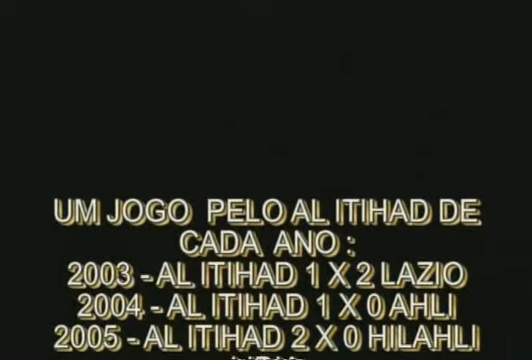 UM JOGO PELO AL ITIHAD DE
CADA ANO :
2003 - AL ITIHAD 1 X 2 LAZIO
2004 - AL ITIHAD 1 X 0 AHLI
2005 - AL ITIHAD 2 X 0 HILAHLI